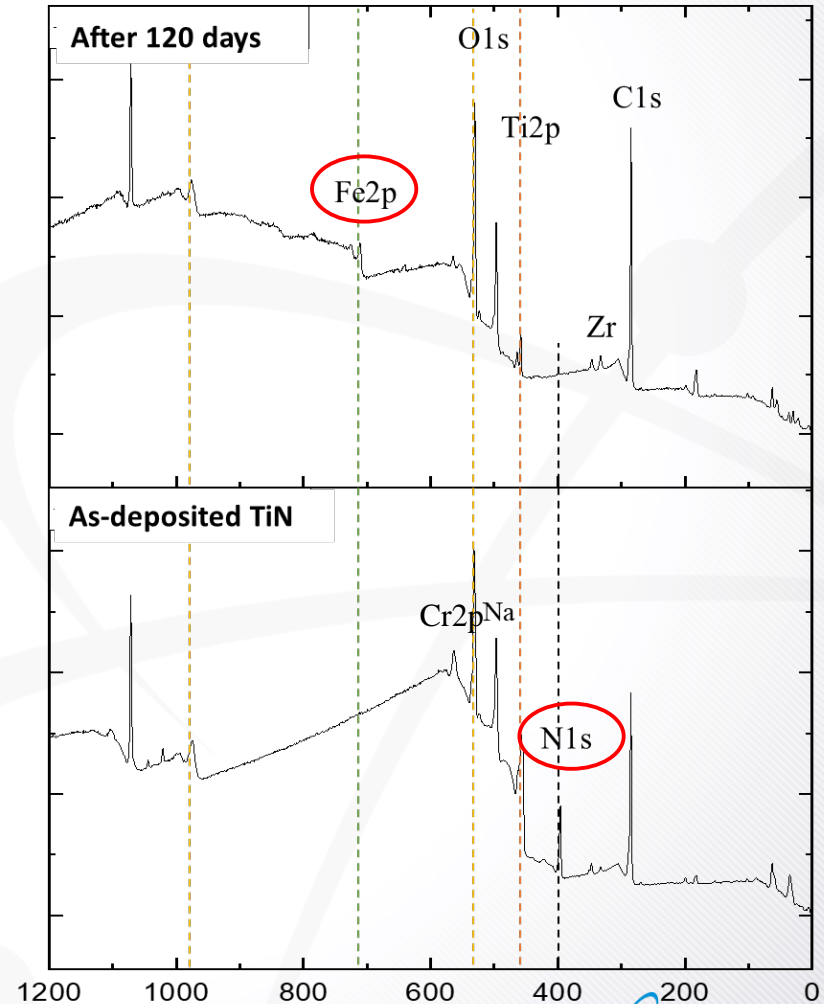 After 120 days
O1s
C1s
Ti2p
Fe2p
Zr
As-deposited TiN
Cr2p
Na
N1s
1200 1000 800 600 400 200 0